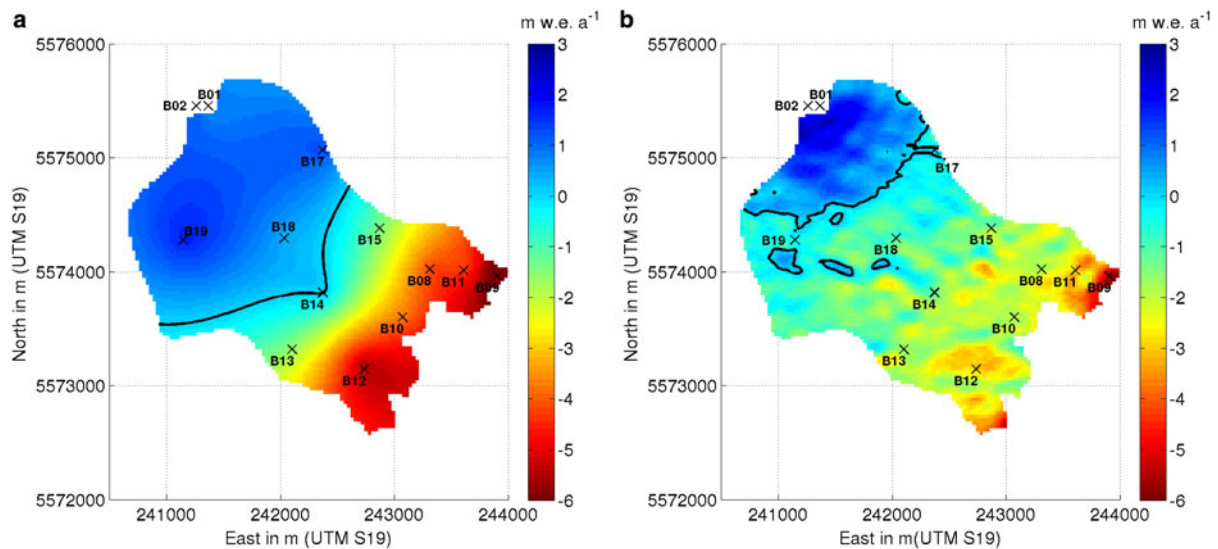 a
m w.e. a-1
5576000
5575000
5574000
5573000
5572000
North in m (UTM S19)
B02
B01
B17
B19
B18
B15
B08
B11
B09
B14
B10
B13
B12
241000
242000
243000
244000
East in m (UTM S19)
3
2
1
0
-1
-2
-3
-4
-5
-6
b
m w.e. a-1
5576000
5575000
5574000
5573000
5572000
North in m (UTM S19)
B02
B01
B17
B19
B18
B15
B08
B11
B09
B14
B10
B13
B12
241000
242000
243000
244000
East in m(UTM S19)
3
2
1
0
-1
-2
-3
-4
-5
-6